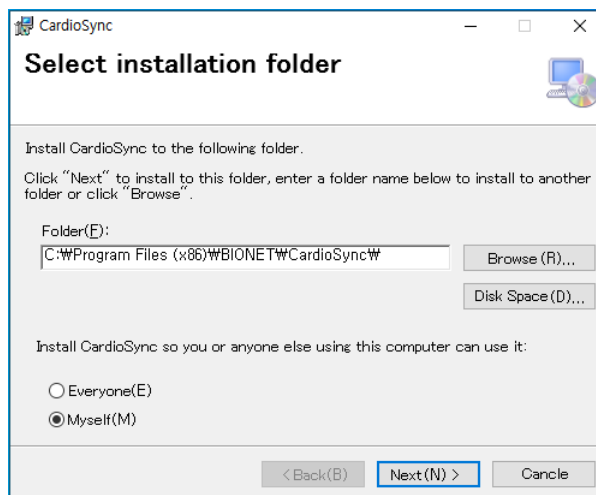 CardioSync
Select installation folder
Install CardioSync to the following folder.
Click "Next" to install to this folder, enter a folder name below to install to another
folder or click "Browse".
Folder(F):
C:₩Program Files (x86)₩BIONET₩CardioSync₩
Browse(R)...
Disk Space(D)...
Install CardioSync so you or anyone else using this computer can use it:
Everyone(E)
Myself(M)
<Back(B)
Next(N) >
Cancle